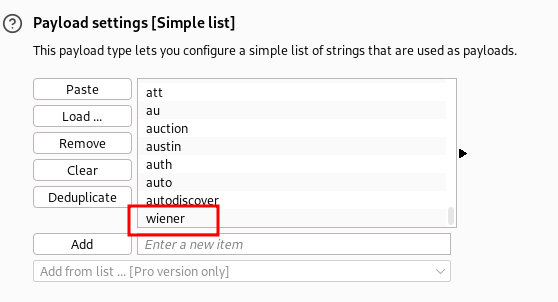 Payload settings [Simple list]
This payload type lets you configure a simple list of strings that are used as payloads.
Paste
Load ...
Remove
Clear
Deduplicate
att
au
auction
austin
auth
auto
autodiscover
wiener
Add
Enter a new item
Add from list ... [Pro version only]